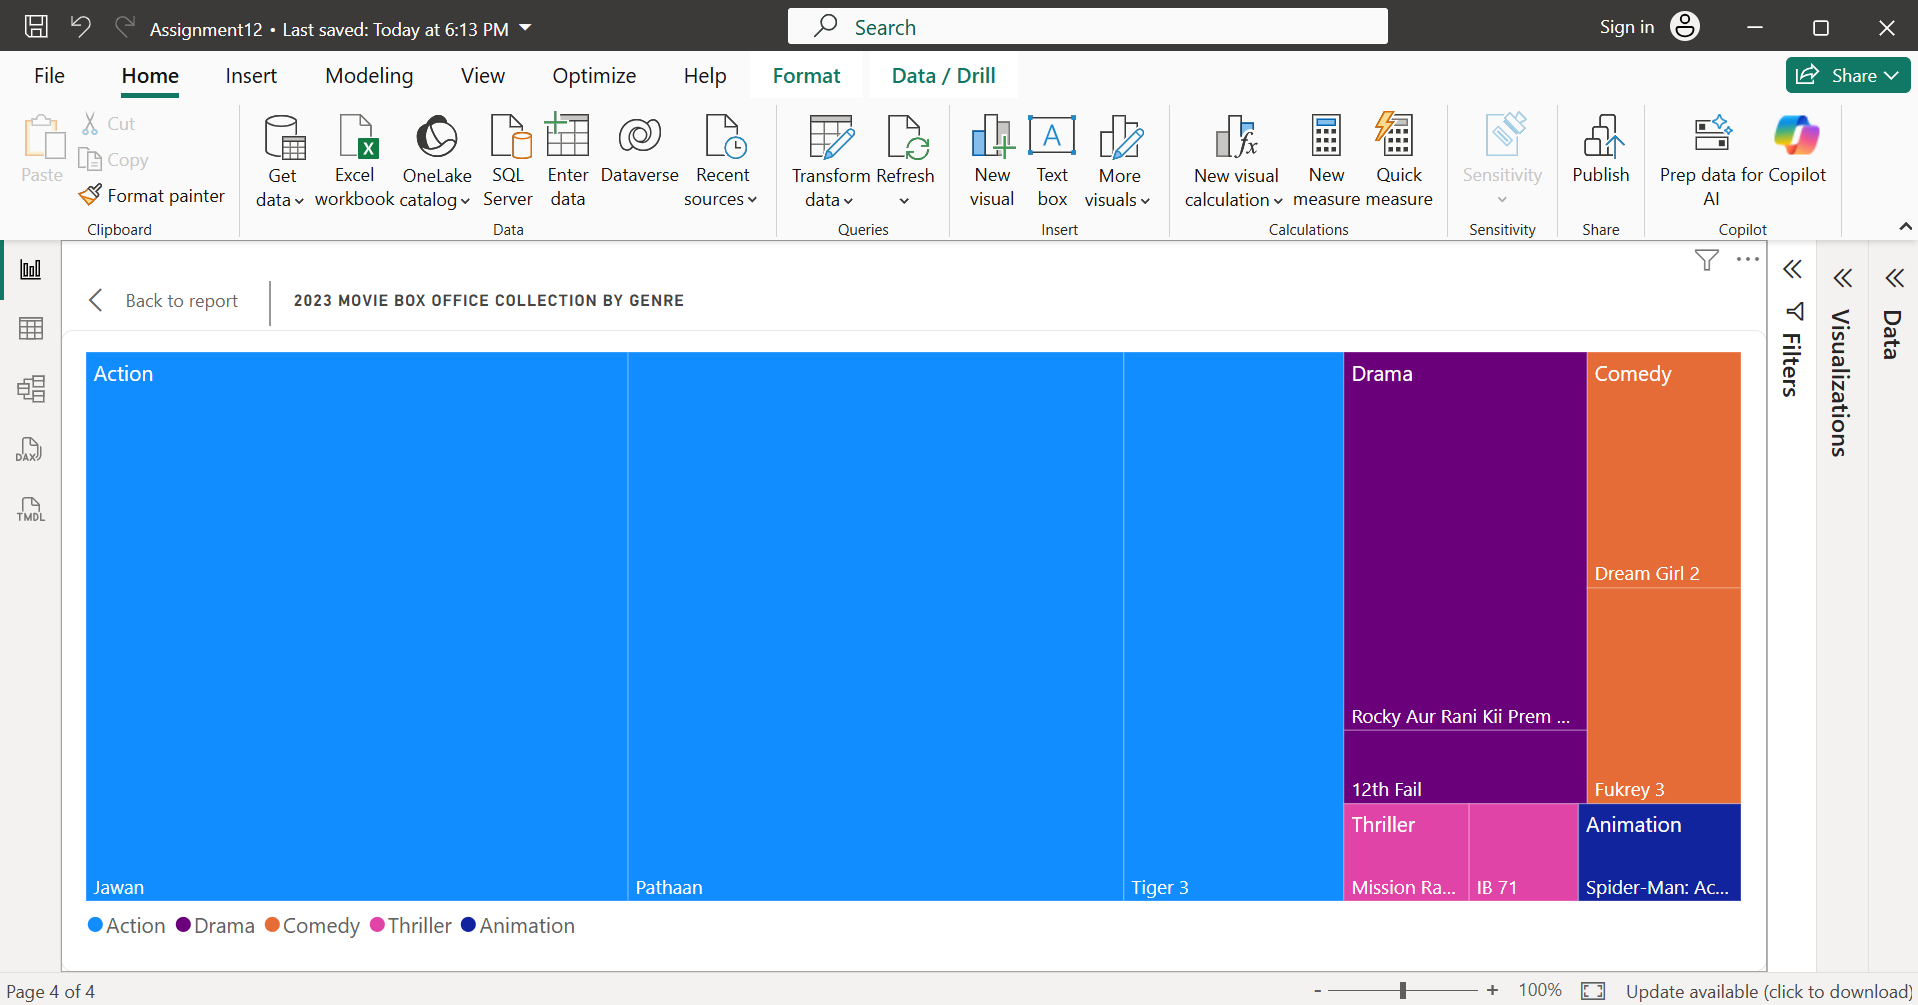 Assignment12 • Last saved: Today at 6:13 PM
Search
Sign in
File Home Insert Modeling View Optimize Help Format Data / Drill
Share
Paste
Cut
Copy
Format painter
Clipboard
Get data
Excel workbook
OneLake catalog
SQL Server
Enter data
Dataverse
Recent sources
Data
Transform data
Refresh
Queries
New visual
Text box
More visuals
Insert
New visual calculation
New measure
Quick measure
Calculations
Sensitivity
Sensitivity
Publish
Share
Prep data for AI
Copilot
Copilot
DAX
TMDL
Back to report
2023 MOVIE BOX OFFICE COLLECTION BY GENRE
Action
Jawan
Pathaan
Tiger 3
Drama
Rocky Aur Rani Kii Prem ...
12th Fail
Comedy
Dream Girl 2
Fukrey 3
Thriller
Mission Ra...
IB 71
Animation
Spider-Man: Ac...
Action Drama Comedy Thriller Animation
Filters
Visualizations
Data
Page 4 of 4
- + 100%
Update available (click to download)